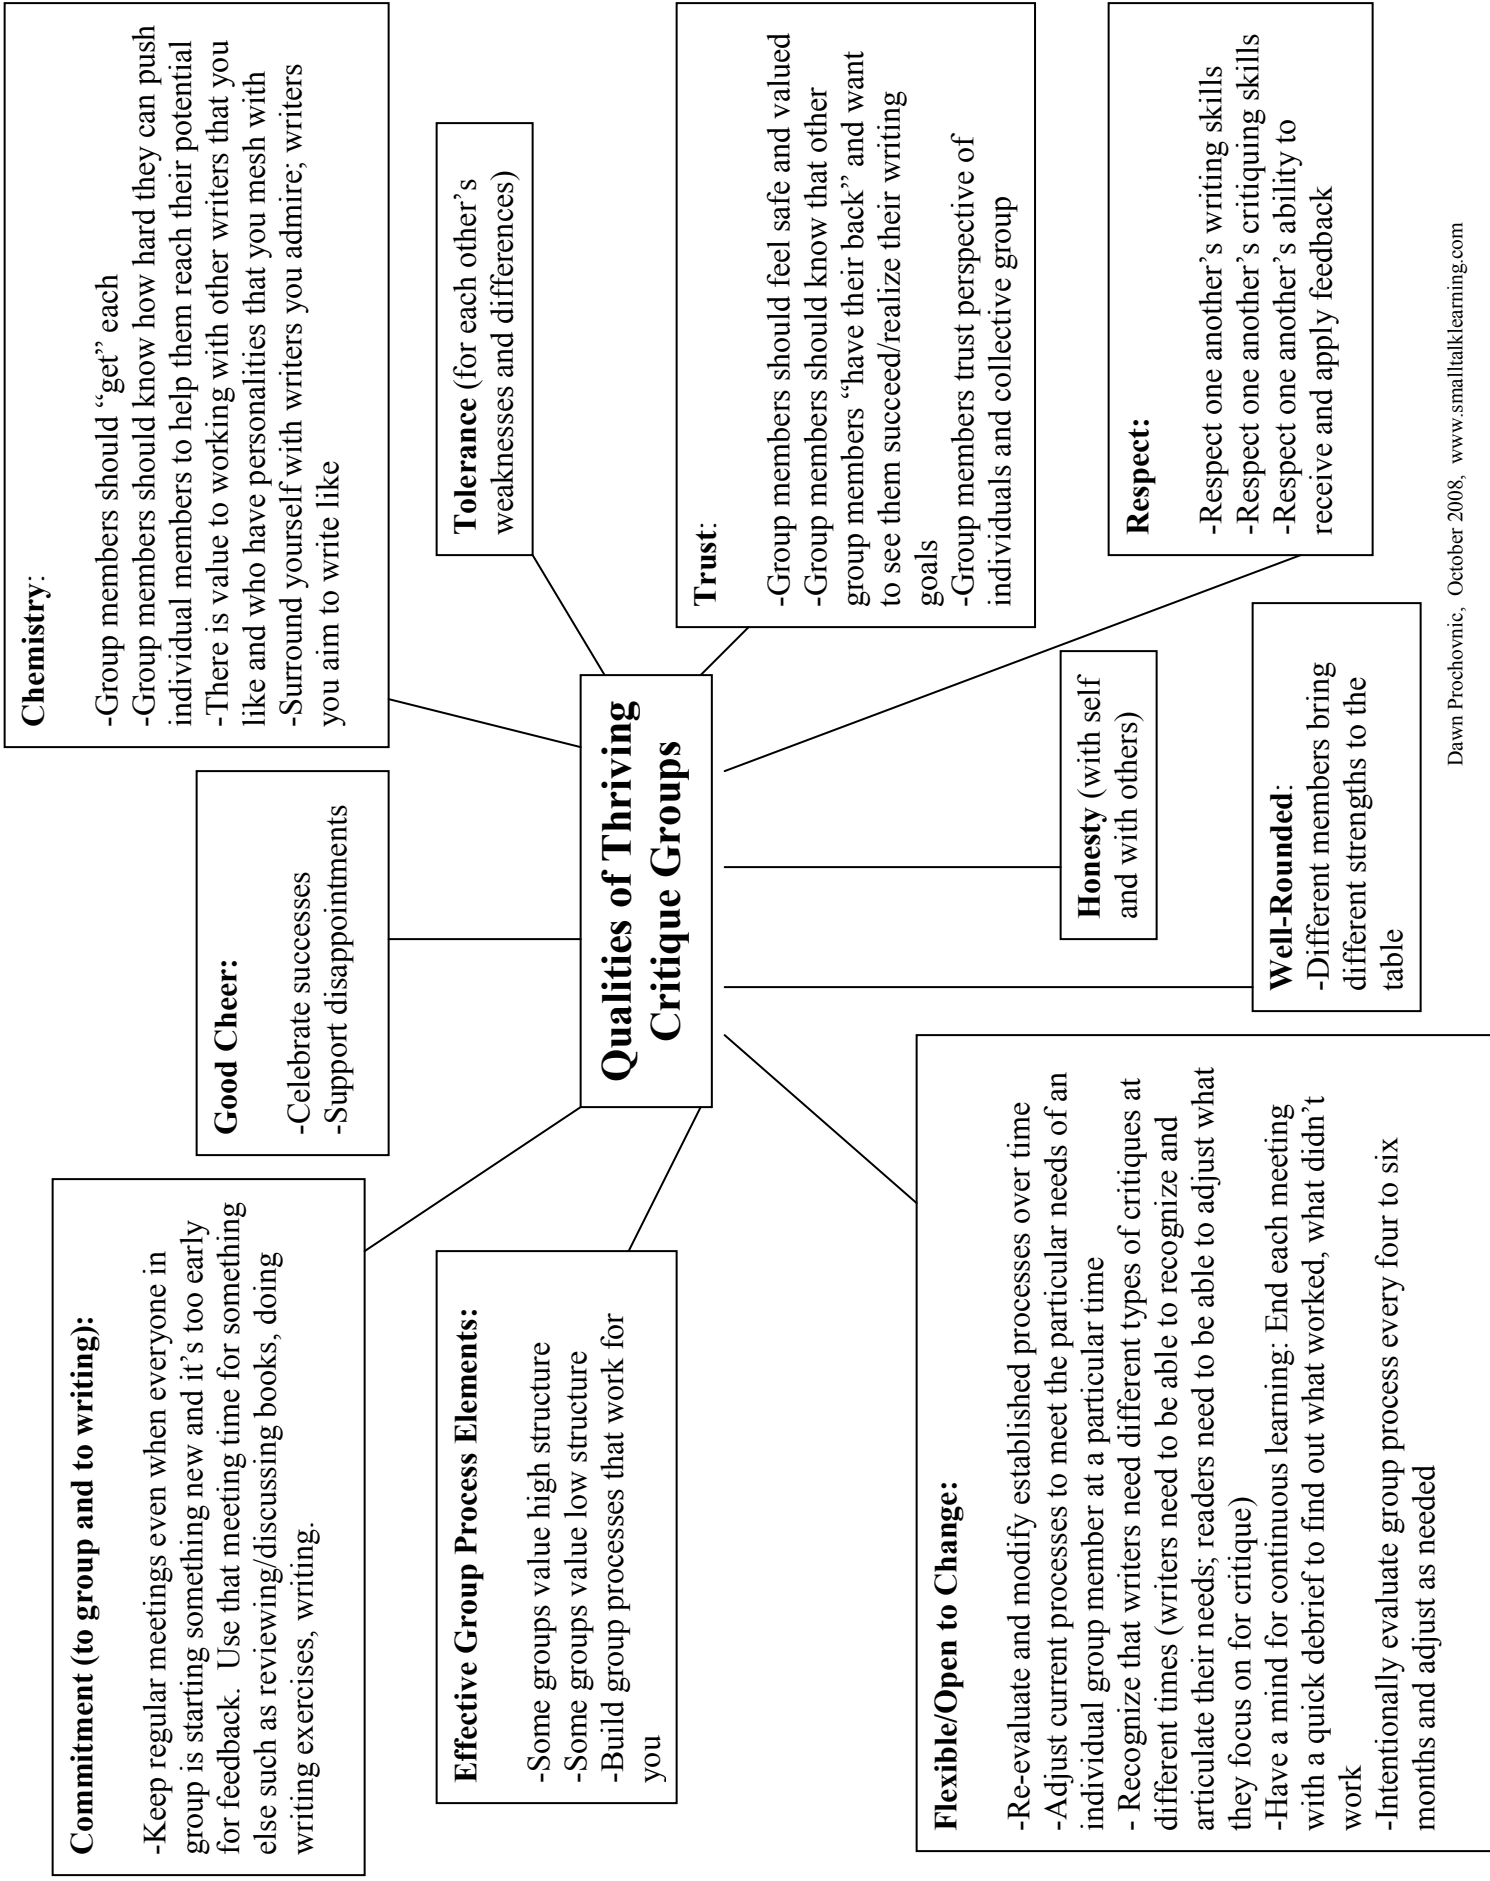 Commitment (to group and to writing):
-Keep regular meetings even when everyone in
group is starting something new and it's too early
for feedback.  Use that meeting time for something
else such as reviewing/discussing books, doing
writing exercises, writing.
Good Cheer:
-Celebrate successes
-Support disappointments
Chemistry:
-Group members should “get” each
-Group members should know how hard they can push
individual members to help them reach their potential
-There is value to working with other writers that you
like and who have personalities that you mesh with
-Surround yourself with writers you admire; writers
you aim to write like
Effective Group Process Elements:
-Some groups value high structure
-Some groups value low structure
-Build group processes that work for
you
Qualities of Thriving
Critique Groups
Tolerance (for each other’s
weaknesses and differences)
Trust:
-Group members should feel safe and valued
-Group members should know that other
group members “have their back” and want
to see them succeed/realize their writing
goals
-Group members trust perspective of
individuals and collective group
Flexible/Open to Change:
-Re-evaluate and modify established processes over time
-Adjust current processes to meet the particular needs of an
individual group member at a particular time
- Recognize that writers need different types of critiques at
different times (writers need to be able to recognize and
articulate their needs; readers need to be able to adjust what
they focus on for critique)
-Have a mind for continuous learning: End each meeting
with a quick debrief to find out what worked, what didn’t
work
-Intentionally evaluate group process every four to six
months and adjust as needed
Honesty (with self
and with others)
Well-Rounded:
-Different members bring
different strengths to the
table
Respect:
-Respect one another’s writing skills
-Respect one another’s critiquing skills
-Respect one another’s ability to
receive and apply feedback
Dawn Prochovnic,  October 2008,  www.smalltalklearning.com